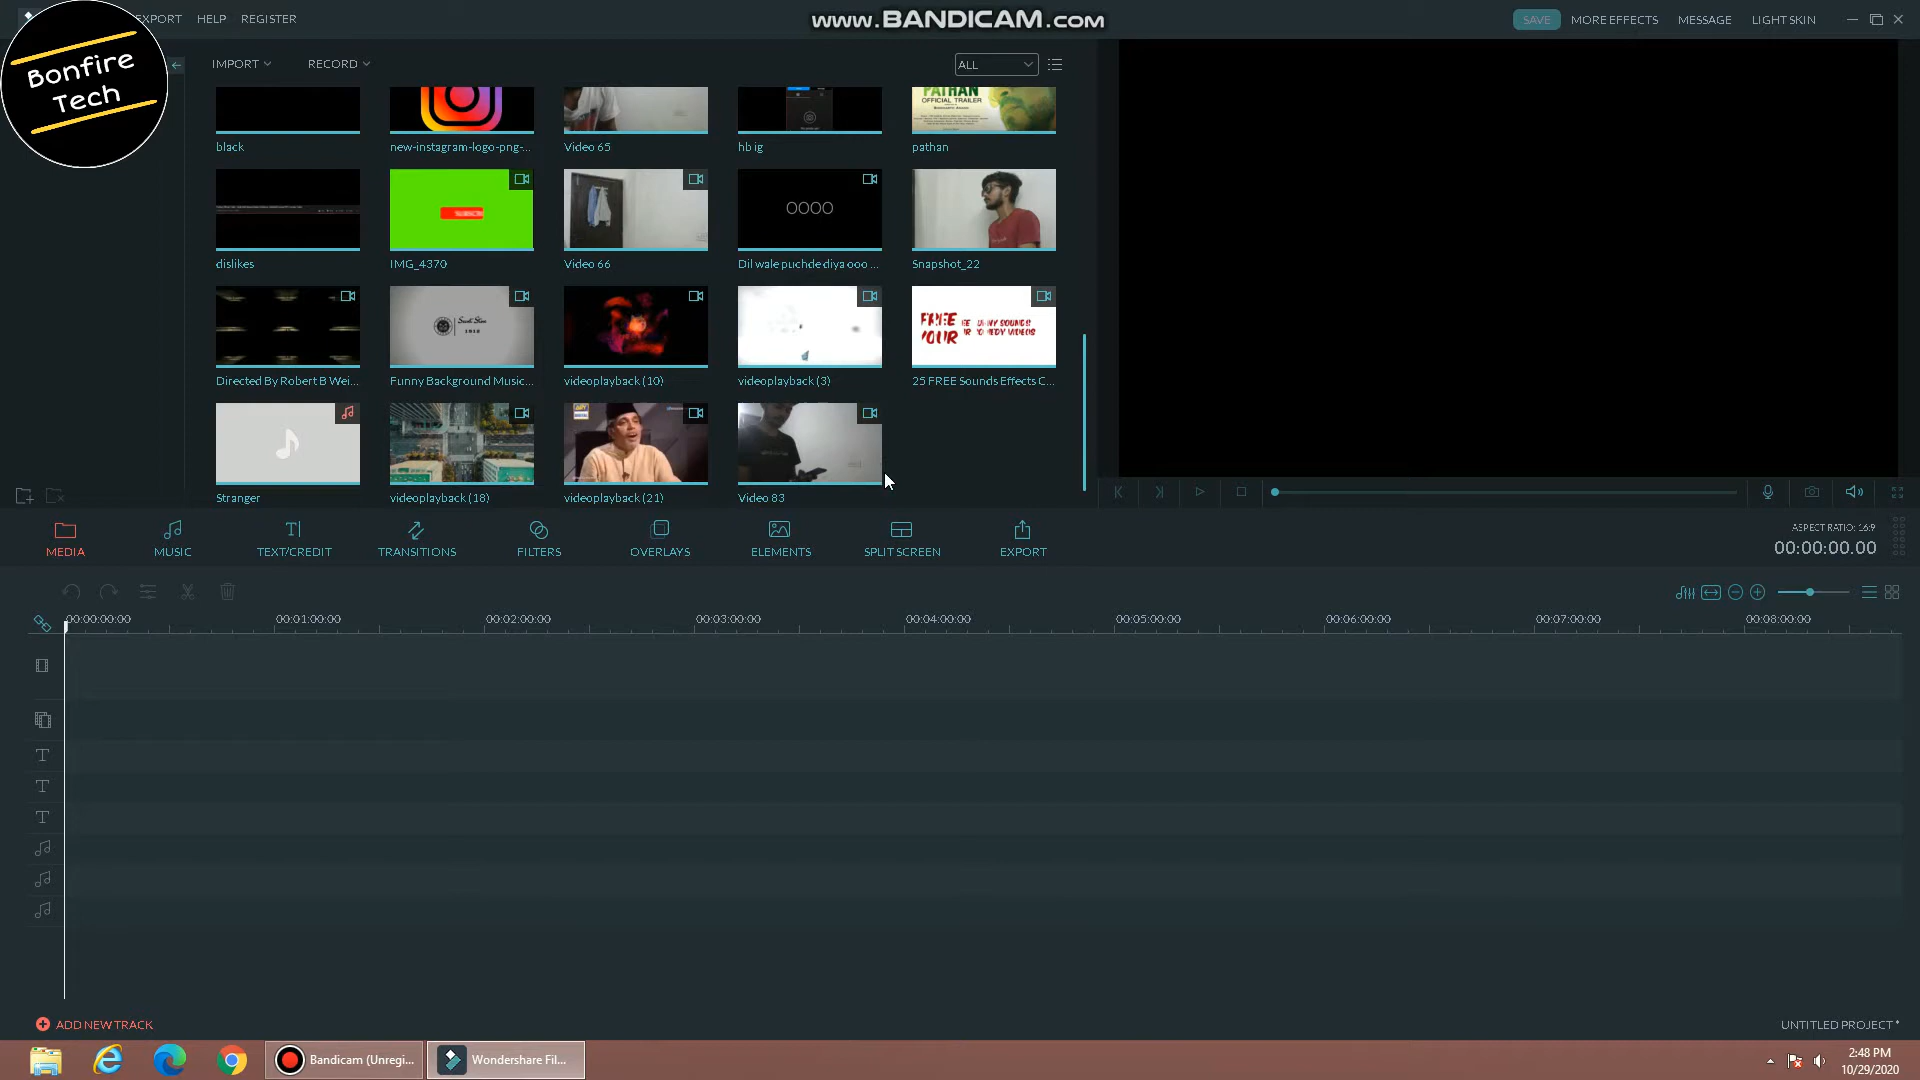 EXPORT HELP REGISTER
www.BANDICAM.com
SAVE MORE EFFECTS MESSAGE LIGHT SKIN
Bonfire
Tech
IMPORT RECORD ALL
PATHAN
OFFICIAL TRAILER
black new-instagram-logo-png-... Video 65 hb ig pathan
OOOO
dislikes IMG_4370 Video 66 Dil wale puchde diya ooo ... Snapshot_22
FREE
YOUR
Directed By Robert B Wei... Funny Background Music... videoplayback (10) videoplayback (3) 25 FREE Sounds Effects C...
Stranger videoplayback (18) videoplayback (21) Video 83
MEDIA MUSIC TEXT/CREDIT TRANSITIONS FILTERS OVERLAYS ELEMENTS SPLIT SCREEN EXPORT
ASPECT RATIO: 16:9
00:00:00.00
00:00:00:00 00:01:00:00 00:02:00:00 00:03:00:00 00:04:00:00 00:05:00:00 00:06:00:00 00:07:00:00 00:08:00:00
ADD NEW TRACK
UNTITLED PROJECT *
Bandicam (Unregi... Wondershare Fil...
2:48 PM
10/29/2020